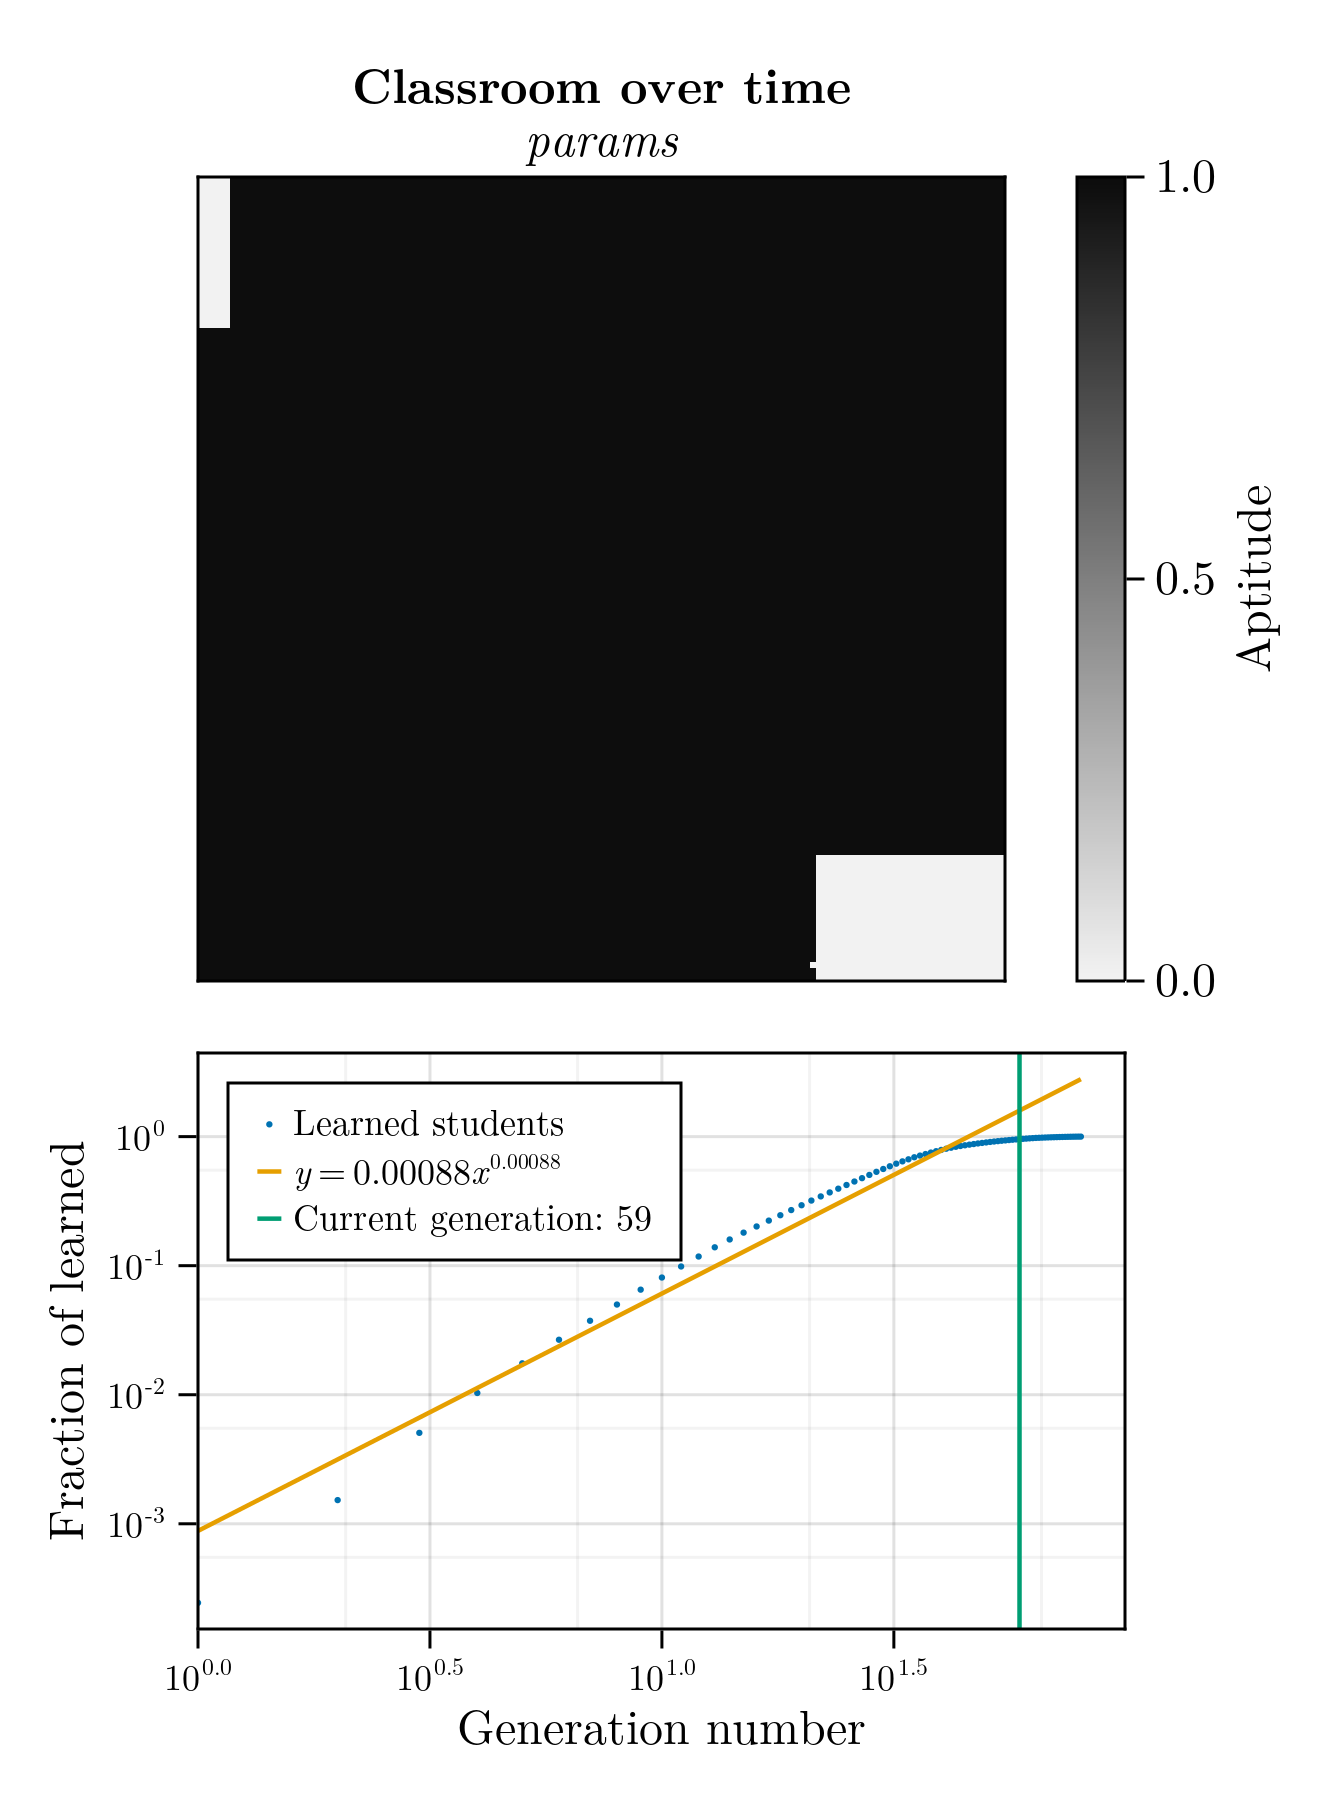 Classroom over time
params
1.0
0.5
0.0
Aptitude
Learned students
y = 0.00088x^0.00088
Current generation: 59
10^0
10^-1
10^-2
10^-3
Fraction of learned
10^0.0
10^0.5
10^1.0
10^1.5
Generation number